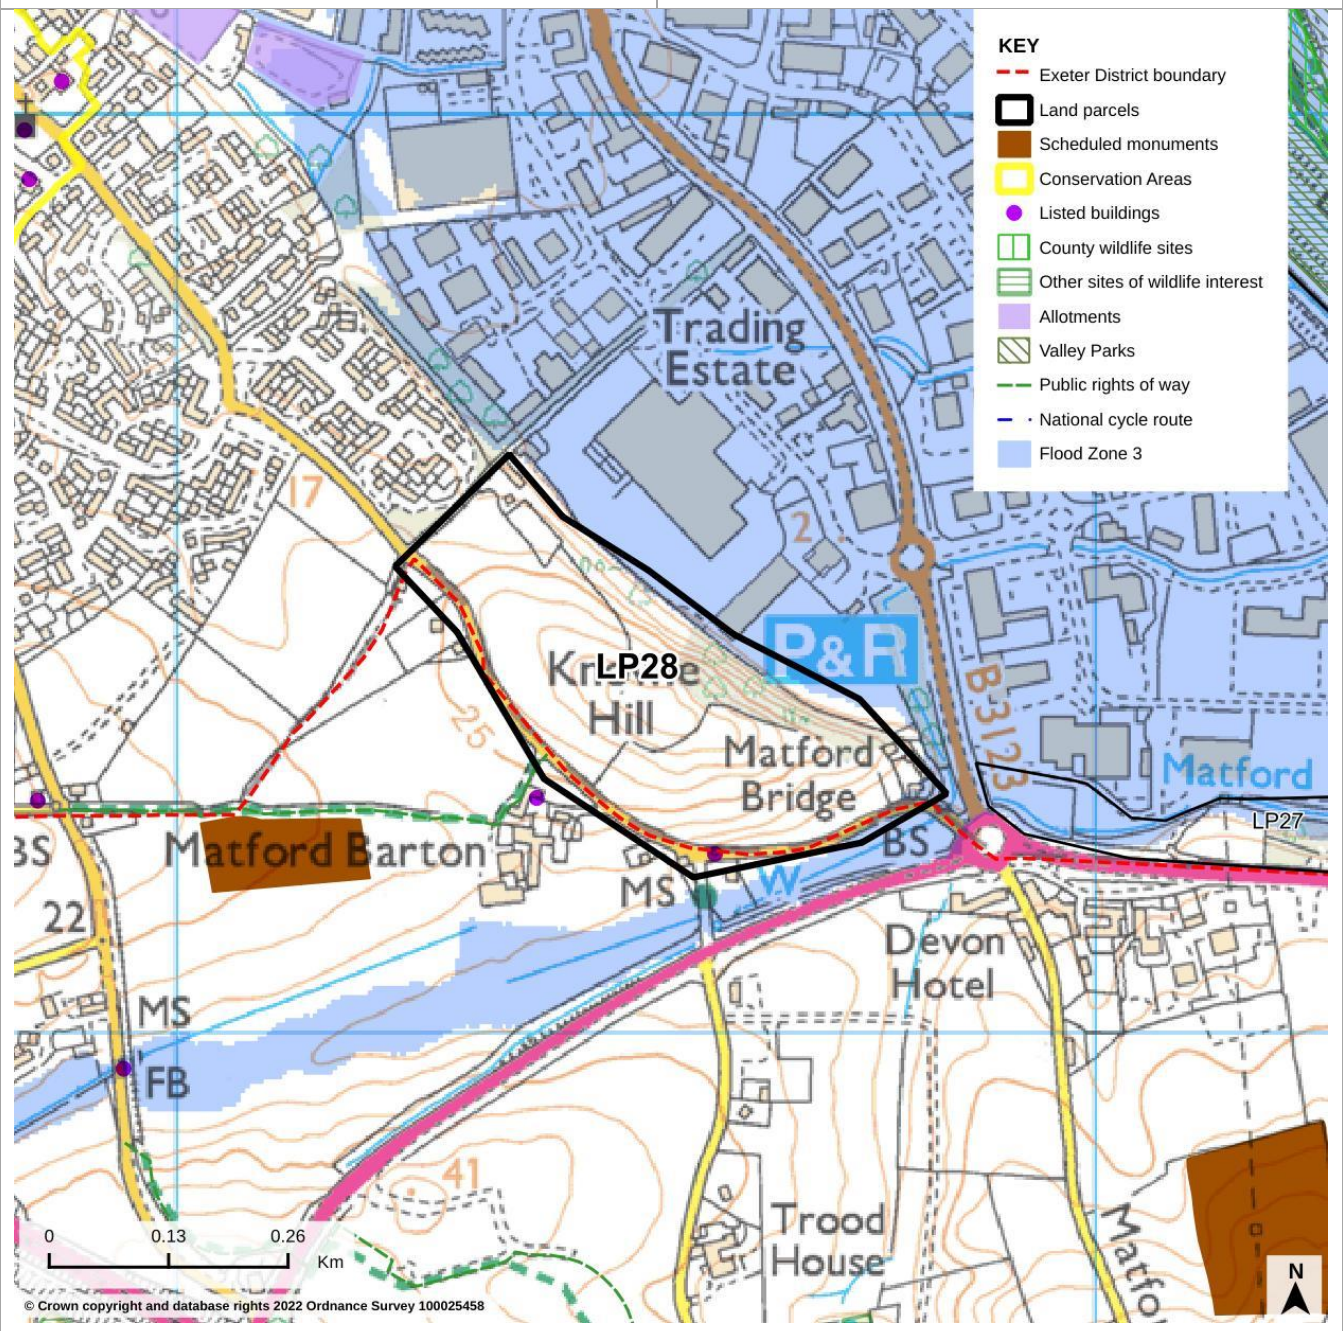 KEY
Exeter District boundary
Land parcels
Scheduled monuments
Conservation Areas
Listed buildings
County wildlife sites
Other sites of wildlife interest
Allotments
Valley Parks
Public rights of way
National cycle route
Flood Zone 3
Trading
Estate
17
2
P&R
LP28
Hill
25
Matford
Bridge
B3123
Matford
LP27
BS
BS
Matford Barton
MS
W
22
Devon
Hotel
MS
FB
41
Trood
House
Matfo
0 0.13 0.26
Km
N
© Crown copyright and database rights 2022 Ordnance Survey 100025458